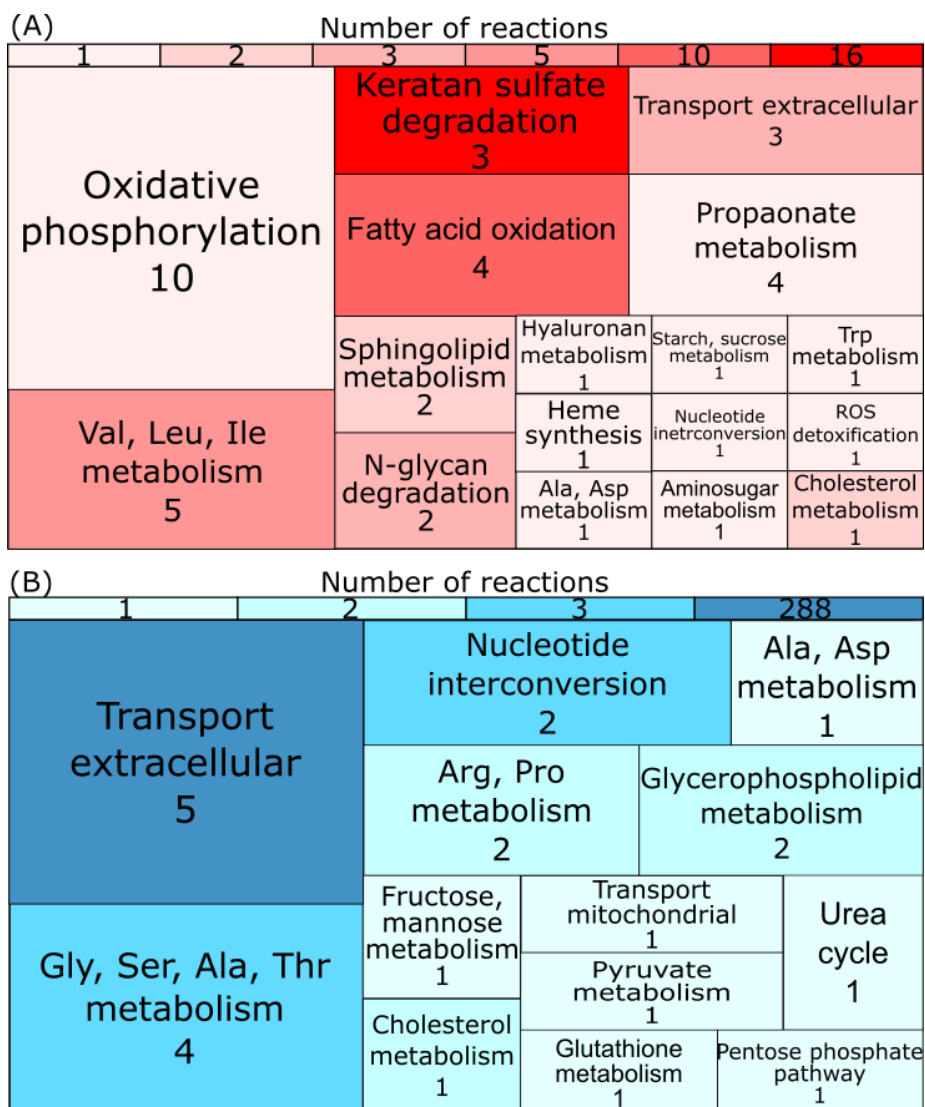 (A)
Number of reactions
1 2 3 5 10 16
Oxidative
phosphorylation
10
Keratan sulfate
degradation
3
Transport extracellular
3
Fatty acid oxidation
4
Propaonate
metabolism
4
Val, Leu, Ile
metabolism
5
Sphingolipid
metabolism
2
N-glycan
degradation
2
Hyaluronan
metabolism
1
Starch, sucrose
metabolism
1
Trp
metabolism
1
Heme
synthesis
1
Nucleotide
inetrconversion
1
ROS
detoxification
1
Ala, Asp
metabolism
1
Aminosugar
metabolism
1
Cholesterol
metabolism
1
(B)
Number of reactions
1 2 3 288
Transport
extracellular
5
Nucleotide
interconversion
2
Ala, Asp
metabolism
1
Arg, Pro
metabolism
2
Glycerophospholipid
metabolism
2
Gly, Ser, Ala, Thr
metabolism
4
Fructose,
mannose
metabolism
1
Transport
mitochondrial
1
Urea
cycle
1
Pyruvate
metabolism
1
Cholesterol
metabolism
1
Glutathione
metabolism
1
Pentose phosphate
pathway
1